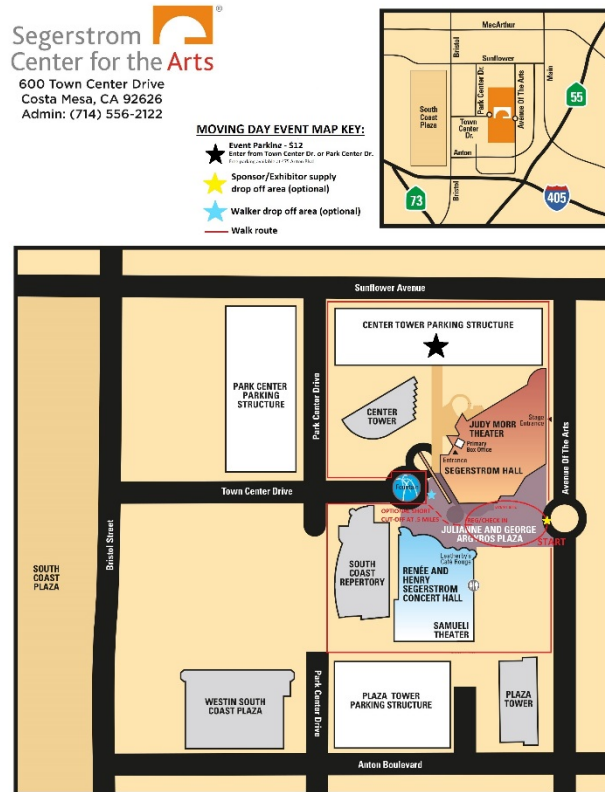 Segerstrom
Center for the Arts
600 Town Center Drive
Costa Mesa, CA 92626
Admin: (714) 556-2122
MOVING DAY EVENT MAP KEY:
Event Parking - $12
Enter from Town Center Dr. or Park Center Dr.
Sponsor/Exhibitor supply
drop off area (optional)
Walker drop off area (optional)
Walk route
MacArthur
Bristol
Sunflower
Park Center Dr.
Avenue Of The Arts
Main
55
South
Coast
Plaza
Town
Center
Dr.
Anton
Bristol
73
405
Sunflower Avenue
CENTER TOWER PARKING STRUCTURE
PARK CENTER
PARKING
STRUCTURE
Park Center Drive
CENTER
TOWER
JUDY MORR
THEATER
Stage
Entrance
Primary
Box Office
Entrance
SEGERSTROM HALL
Avenue Of The Arts
Town Center Drive
Fountain
OPTIONAL SHORT
CUT-OFF AT .5 MILES
REG/CHECK IN
JULIANNE AND GEORGE
ARGYROS PLAZA
START
Bristol Street
SOUTH
COAST
PLAZA
SOUTH
COAST
REPERTORY
Leatherby's
Café Rouge
RENÉE AND
HENRY
SEGERSTROM
CONCERT HALL
SAMUELI
THEATER
WESTIN SOUTH
COAST PLAZA
Park Center Drive
PLAZA TOWER
PARKING STRUCTURE
PLAZA
TOWER
Anton Boulevard